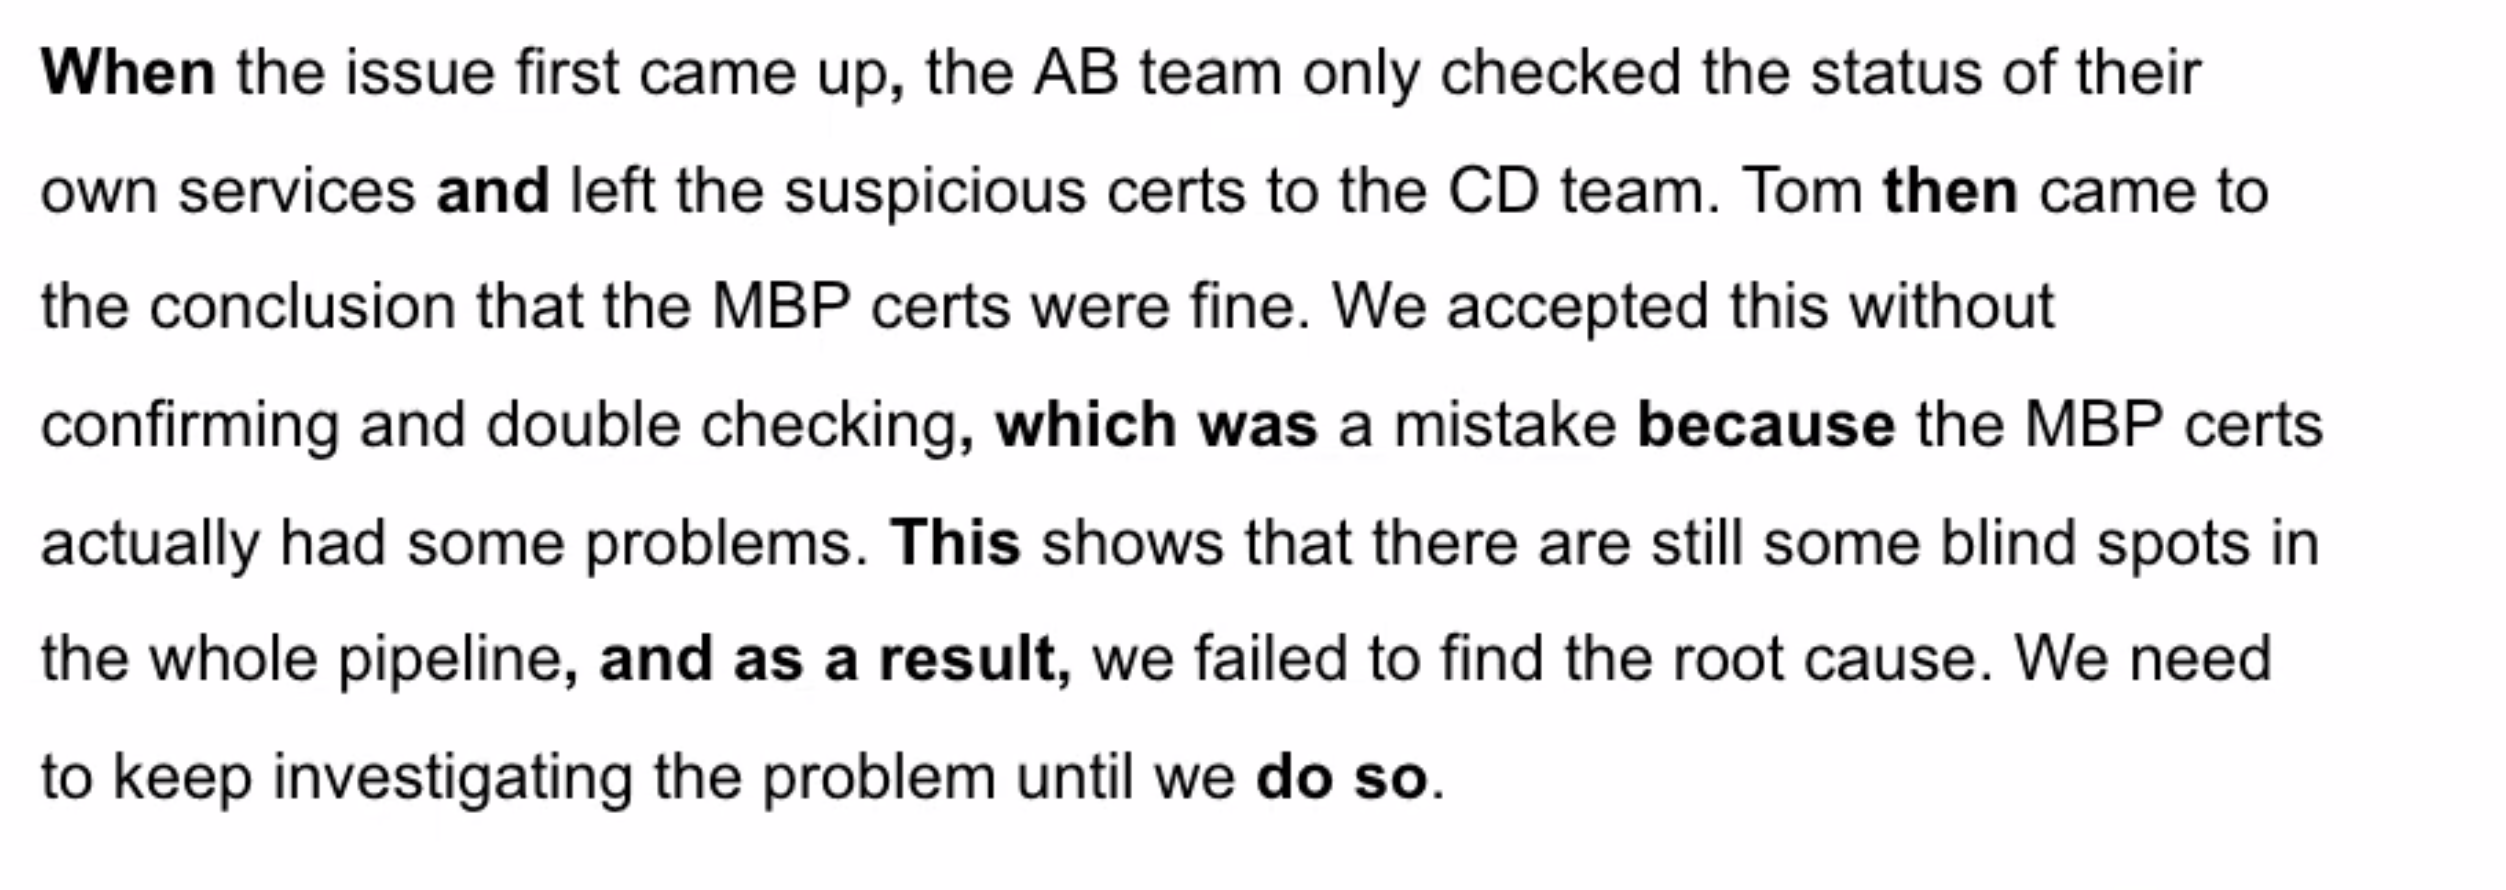 When the issue first came up, the AB team only checked the status of their
own services and left the suspicious certs to the CD team. Tom then came to
the conclusion that the MBP certs were fine. We accepted this without
confirming and double checking, which was a mistake because the MBP certs
actually had some problems. This shows that there are still some blind spots in
the whole pipeline, and as a result, we failed to find the root cause. We need
to keep investigating the problem until we do so.